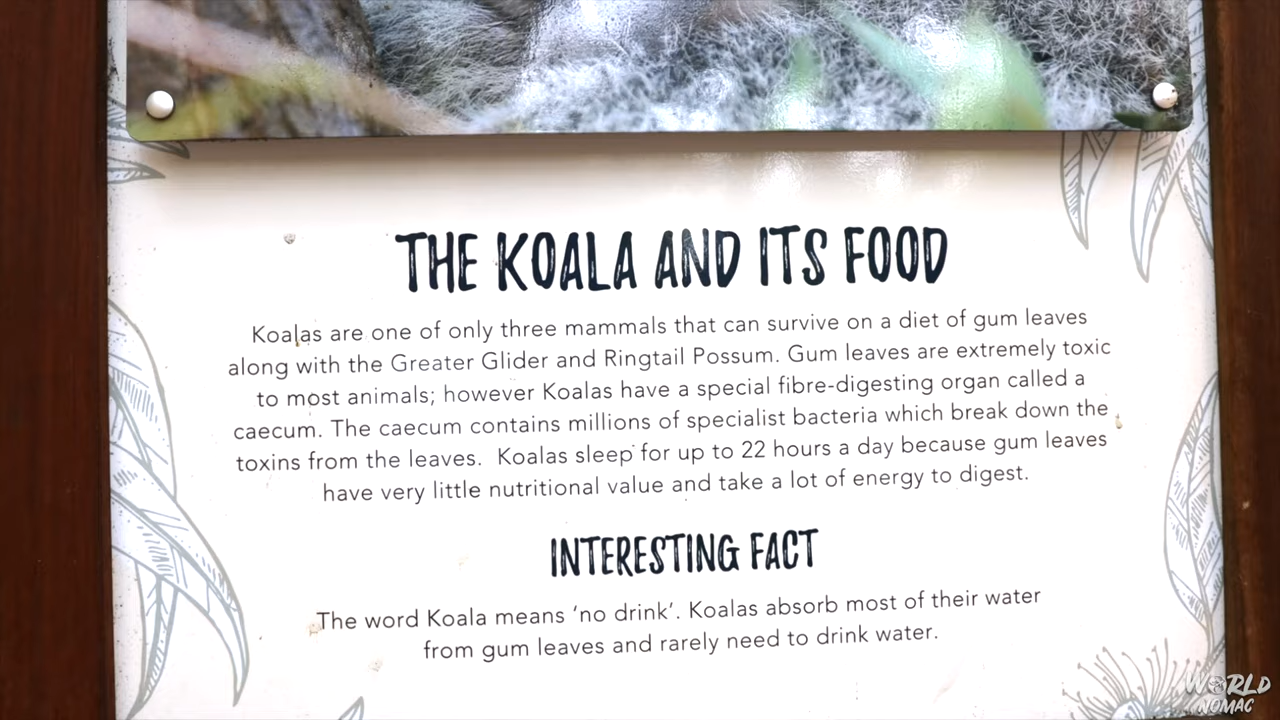 THE KOALA AND ITS FOOD
Koalas are one of only three mammals that can survive on a diet of gum leaves
along with the Greater Glider and Ringtail Possum. Gum leaves are extremely toxic
to most animals; however Koalas have a special fibre-digesting organ called a
caecum. The caecum contains millions of specialist bacteria which break down the
toxins from the leaves.  Koalas sleep for up to 22 hours a day because gum leaves
have very little nutritional value and take a lot of energy to digest.
INTERESTING FACT
The word Koala means ‘no drink’. Koalas absorb most of their water
from gum leaves and rarely need to drink water.
WORLD
NOMAC